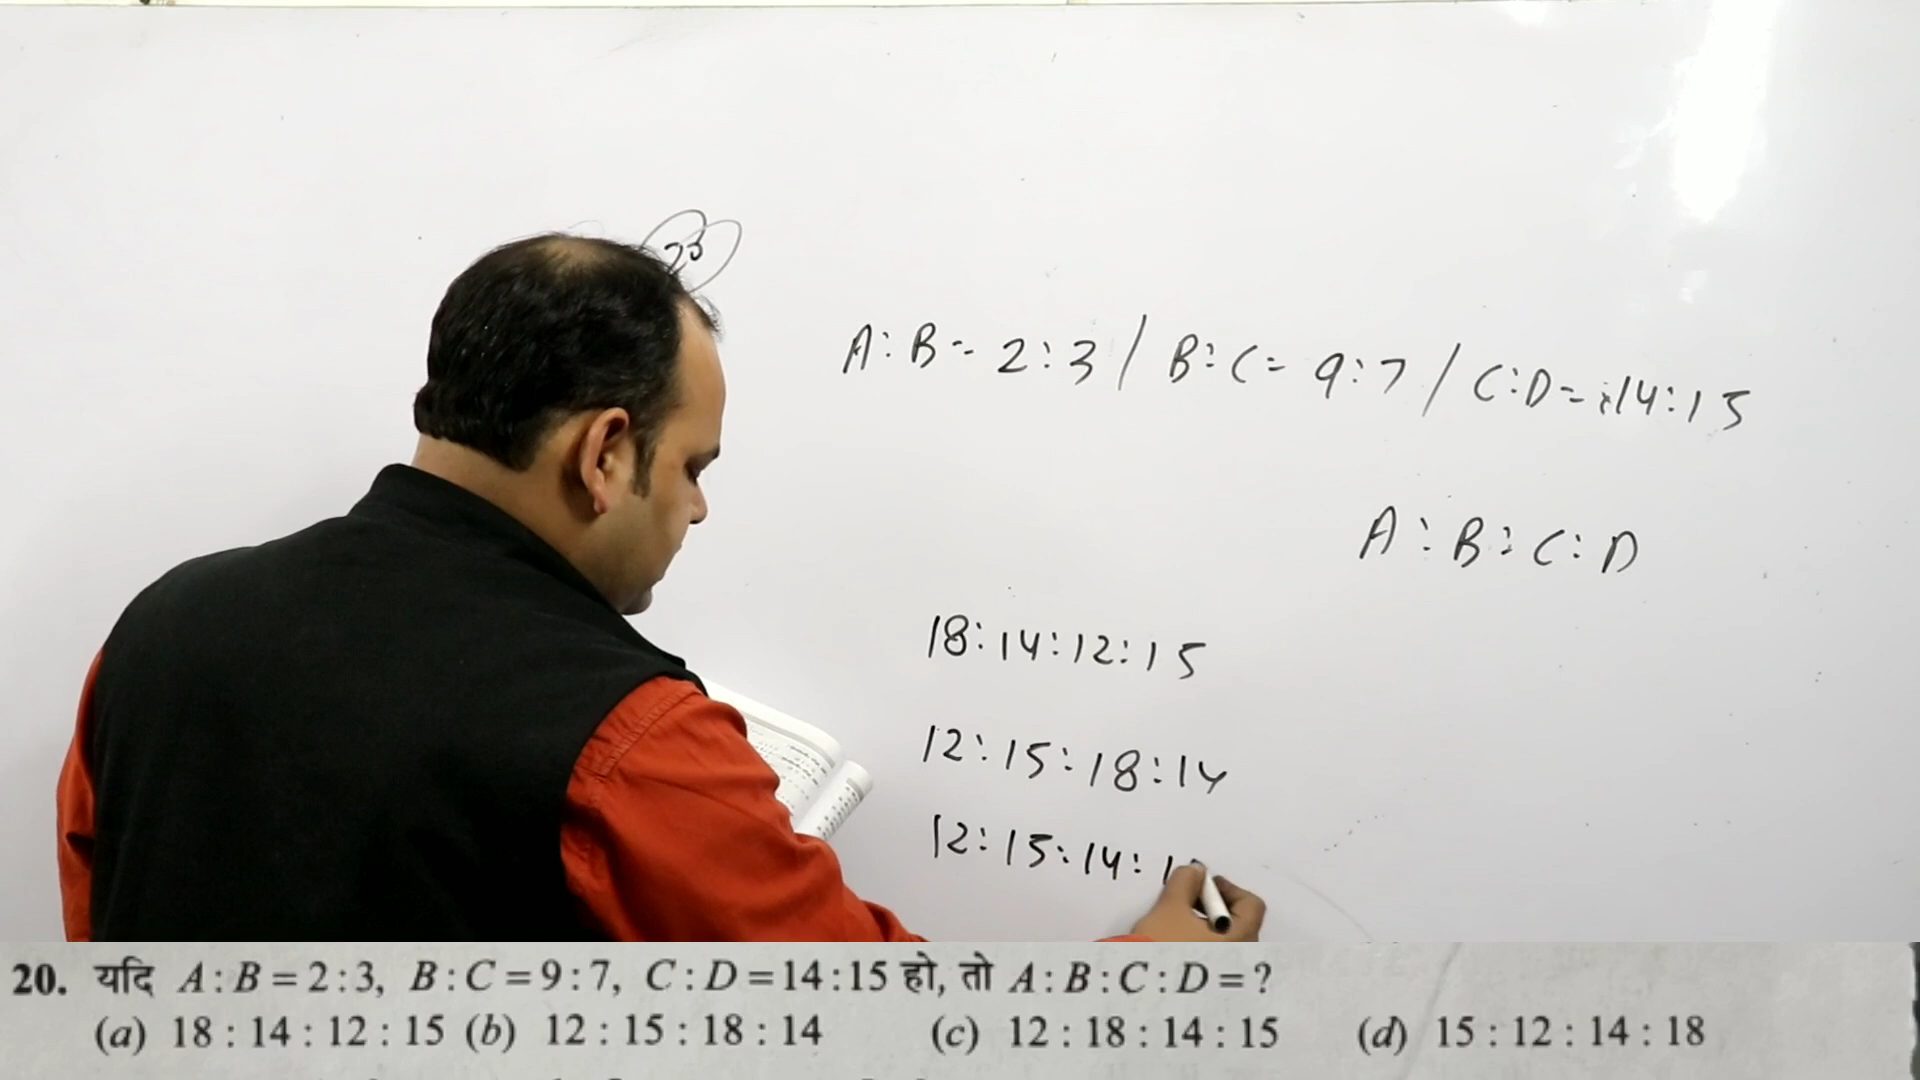 23
A:B= 2:3 / B:C= 9:7 / C:D= 14:15
A:B:C:D
18:14:12:15
12:15:18:14
12:15:14:1
20. यदि A : B = 2 : 3, B : C = 9 : 7, C : D = 14 : 15 हो, तो A : B : C : D = ?
(a) 18 : 14 : 12 : 15 (b) 12 : 15 : 18 : 14 (c) 12 : 18 : 14 : 15 (d) 15 : 12 : 14 : 18